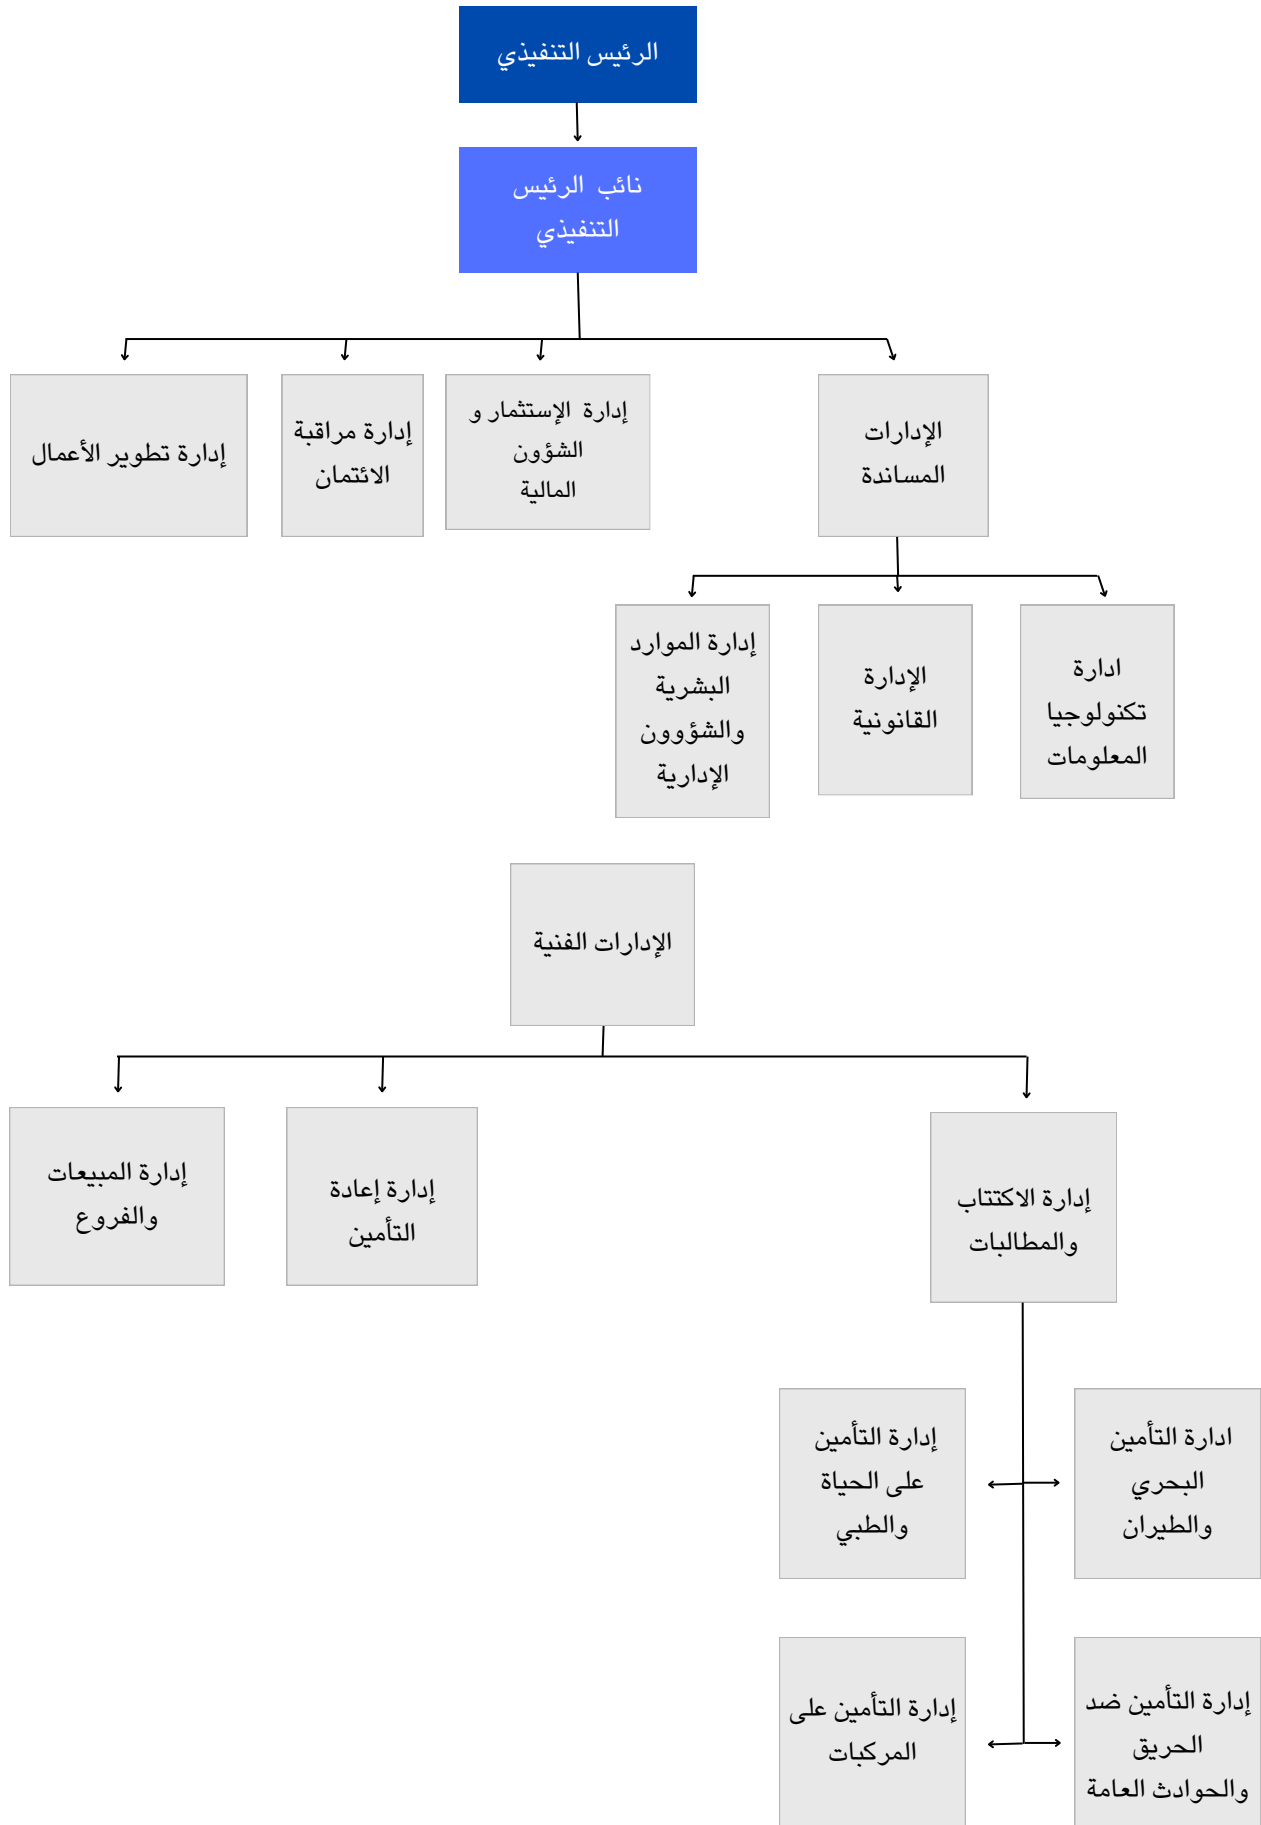 الرئيس التنفيذي
نائب الرئيس
التنفيذي
الإدارات
المساندة
إدارة الإستثمار و
الشؤون
المالية
إدارة مراقبة
الائتمان
إدارة تطوير الأعمال
ادارة
تكنولوجيا
المعلومات
الإدارة
القانونية
إدارة الموارد
البشرية
والشؤوون
الإدارية
الإدارات الفنية
إدارة الاكتتاب
والمطالبات
إدارة إعادة
التأمين
إدارة المبيعات
والفروع
ادارة التأمين
البحري
والطيران
إدارة التأمين
على الحياة
والطبي
إدارة التأمين ضد
الحريق
والحوادث العامة
إدارة التأمين على
المركبات